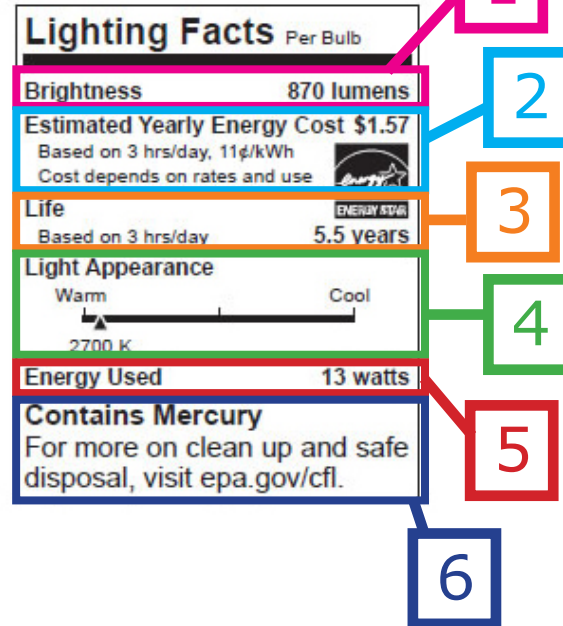 Lighting Facts Per Bulb
Brightness 870 lumens
Estimated Yearly Energy Cost $1.57
Based on 3 hrs/day, 11¢/kWh
Cost depends on rates and use
energy
2
Life ENERGY STAR
Based on 3 hrs/day 5.5 years
3
Light Appearance
Warm Cool
2700 K
4
Energy Used 13 watts
5
Contains Mercury
For more on clean up and safe
disposal, visit epa.gov/cfl.
6